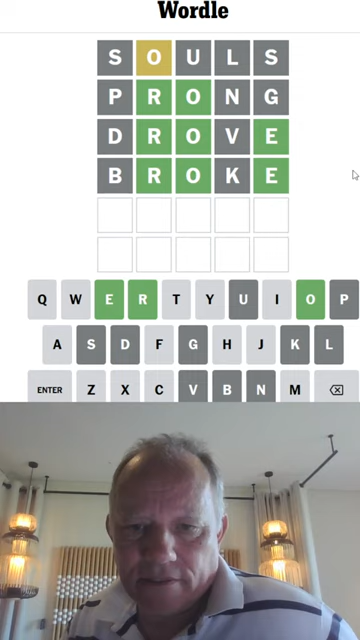 Wordle
S O U L S
P R O N G
D R O V E
B R O K E
Q W E R T Y U I O P
A S D F G H J K L
ENTER Z X C V B N M